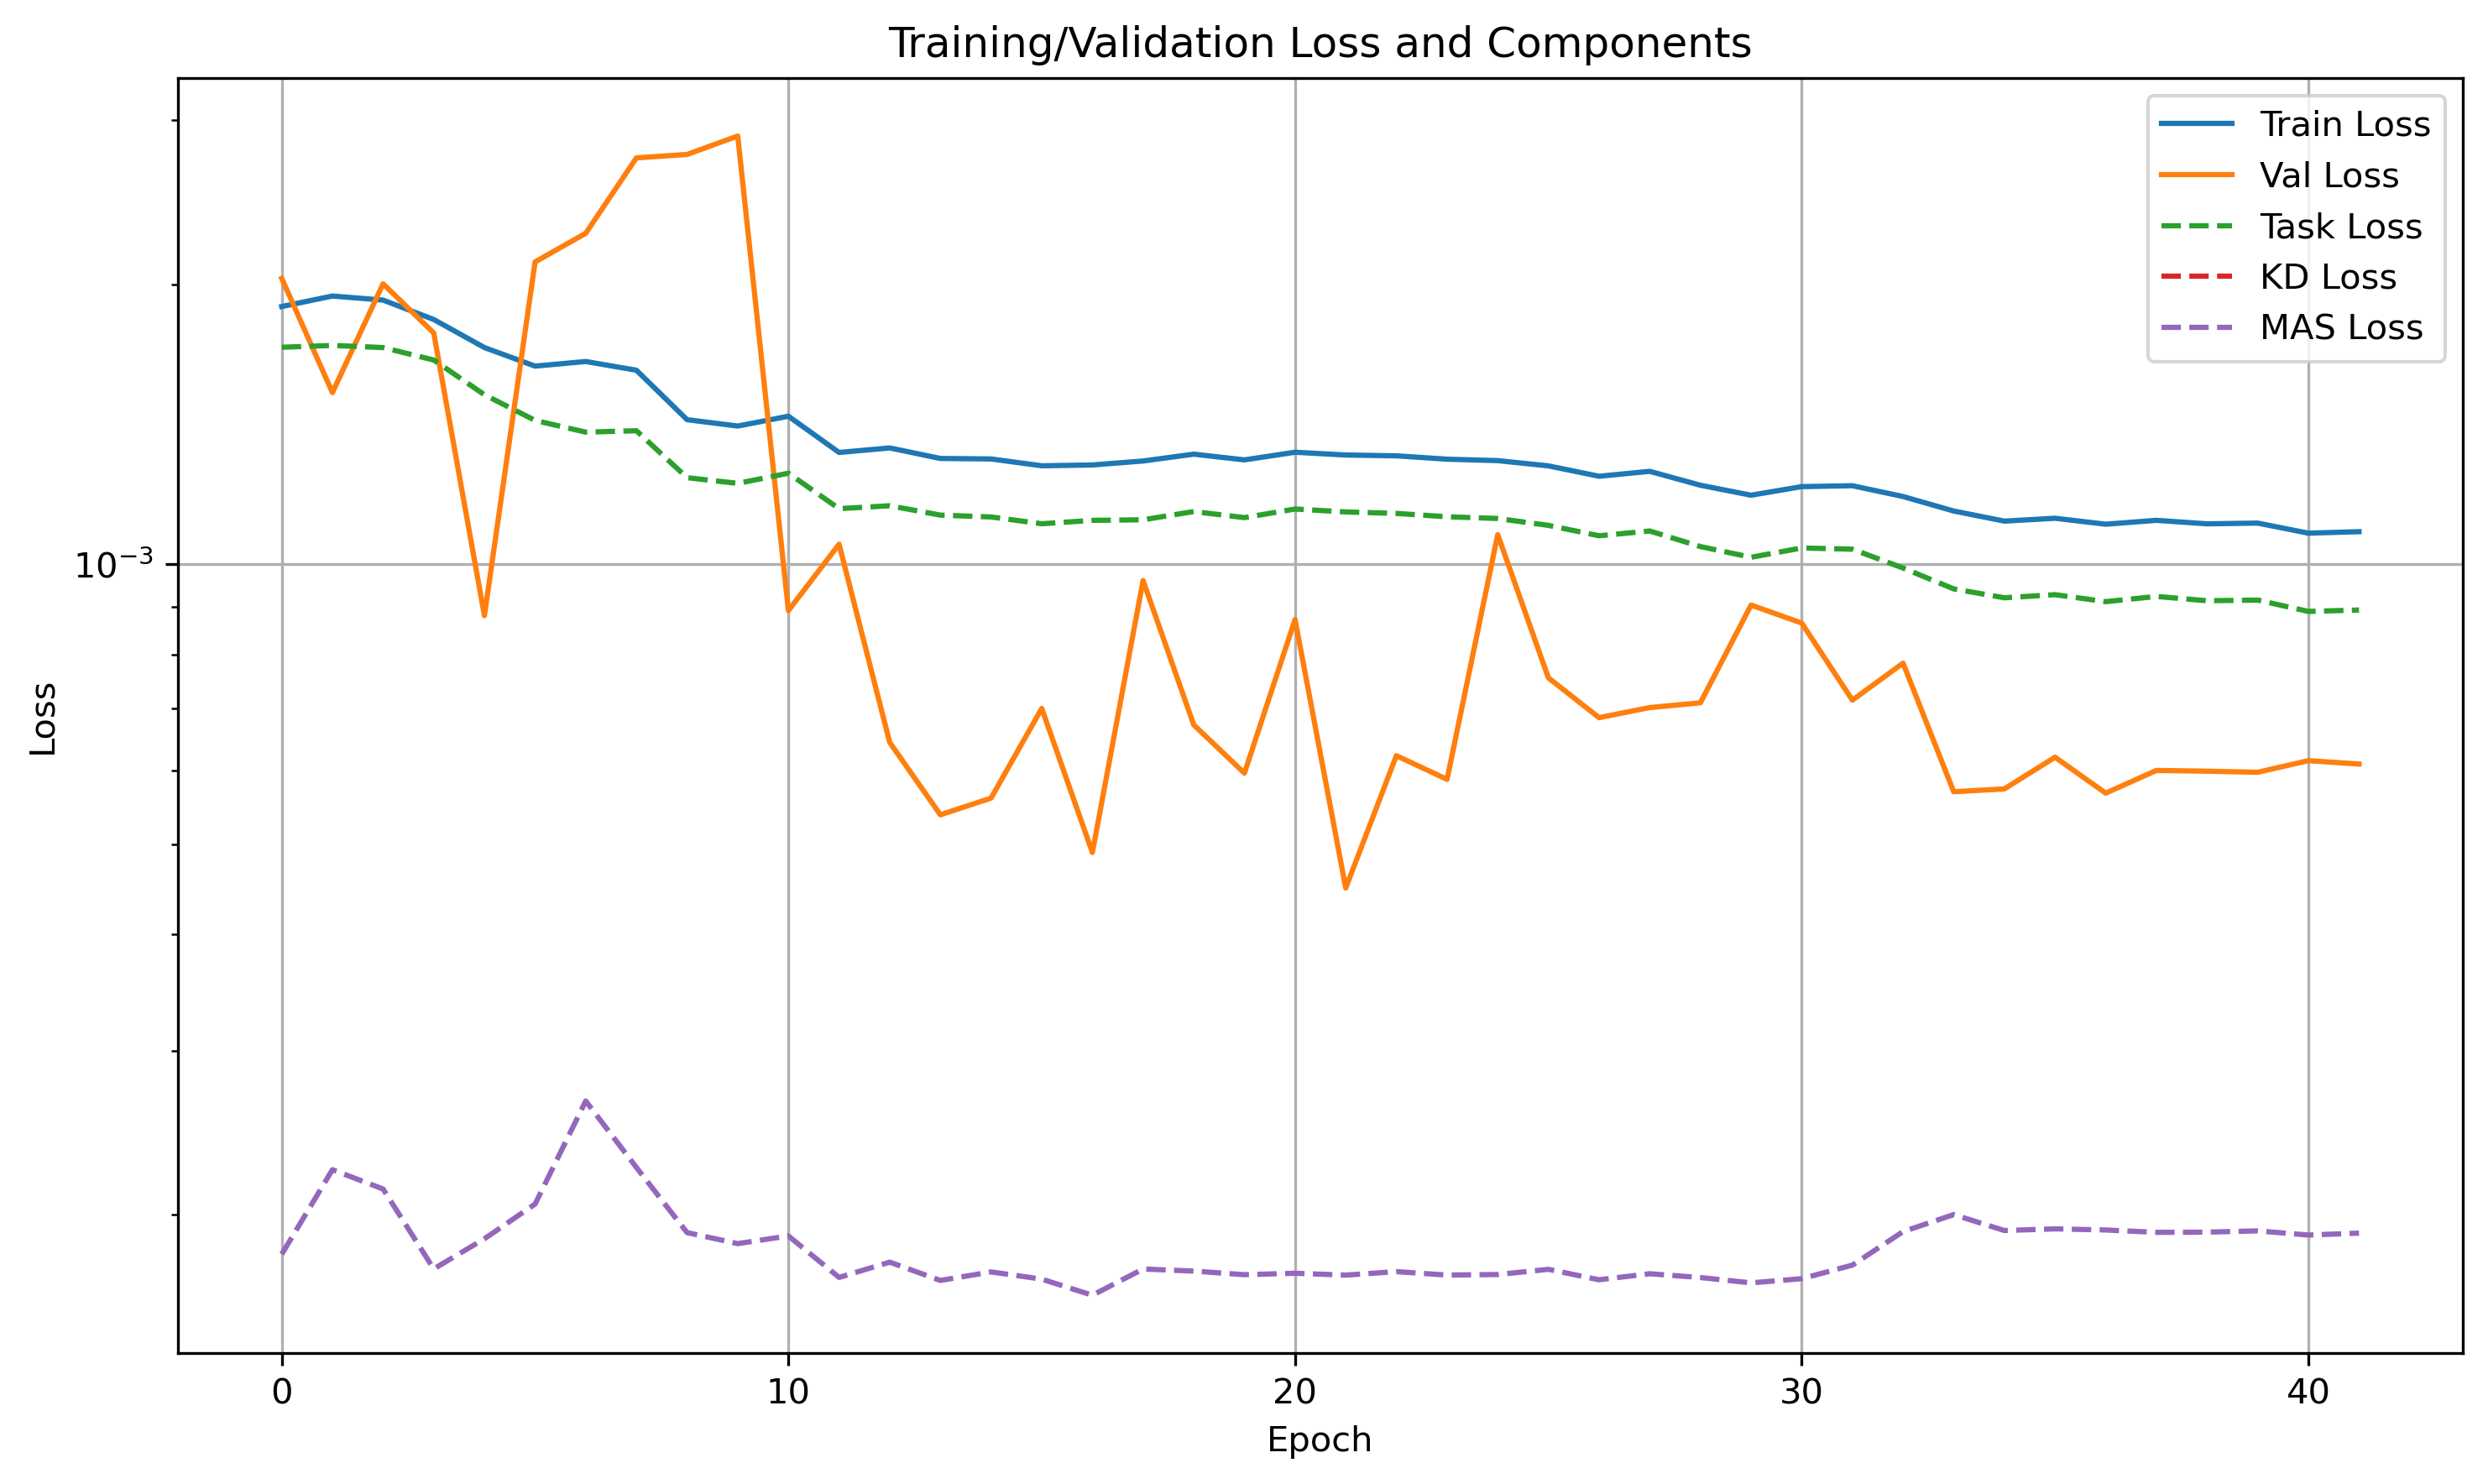 Training/Validation Loss and Components
Train Loss
Val Loss
Task Loss
KD Loss
MAS Loss
10⁻³
Loss
0 10 20 30 40
Epoch